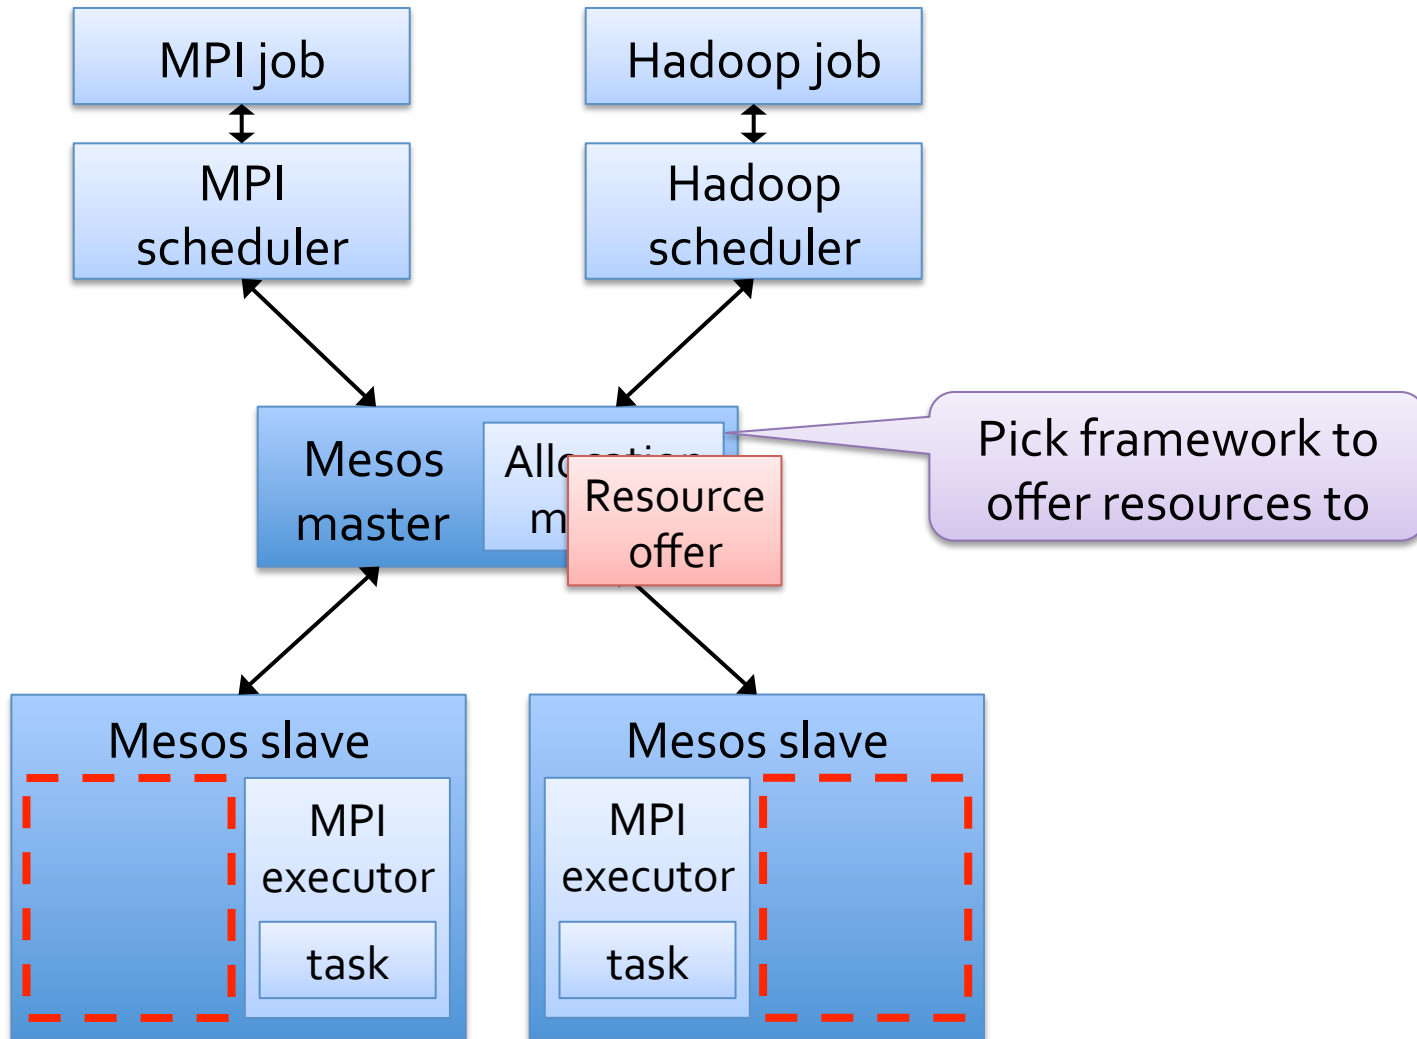 MPI job
Hadoop job
MPI
scheduler
Hadoop
scheduler
Mesos
master
Resource
offer
Pick framework to
offer resources to
Mesos slave
MPI
executor
task
Mesos slave
MPI
executor
task